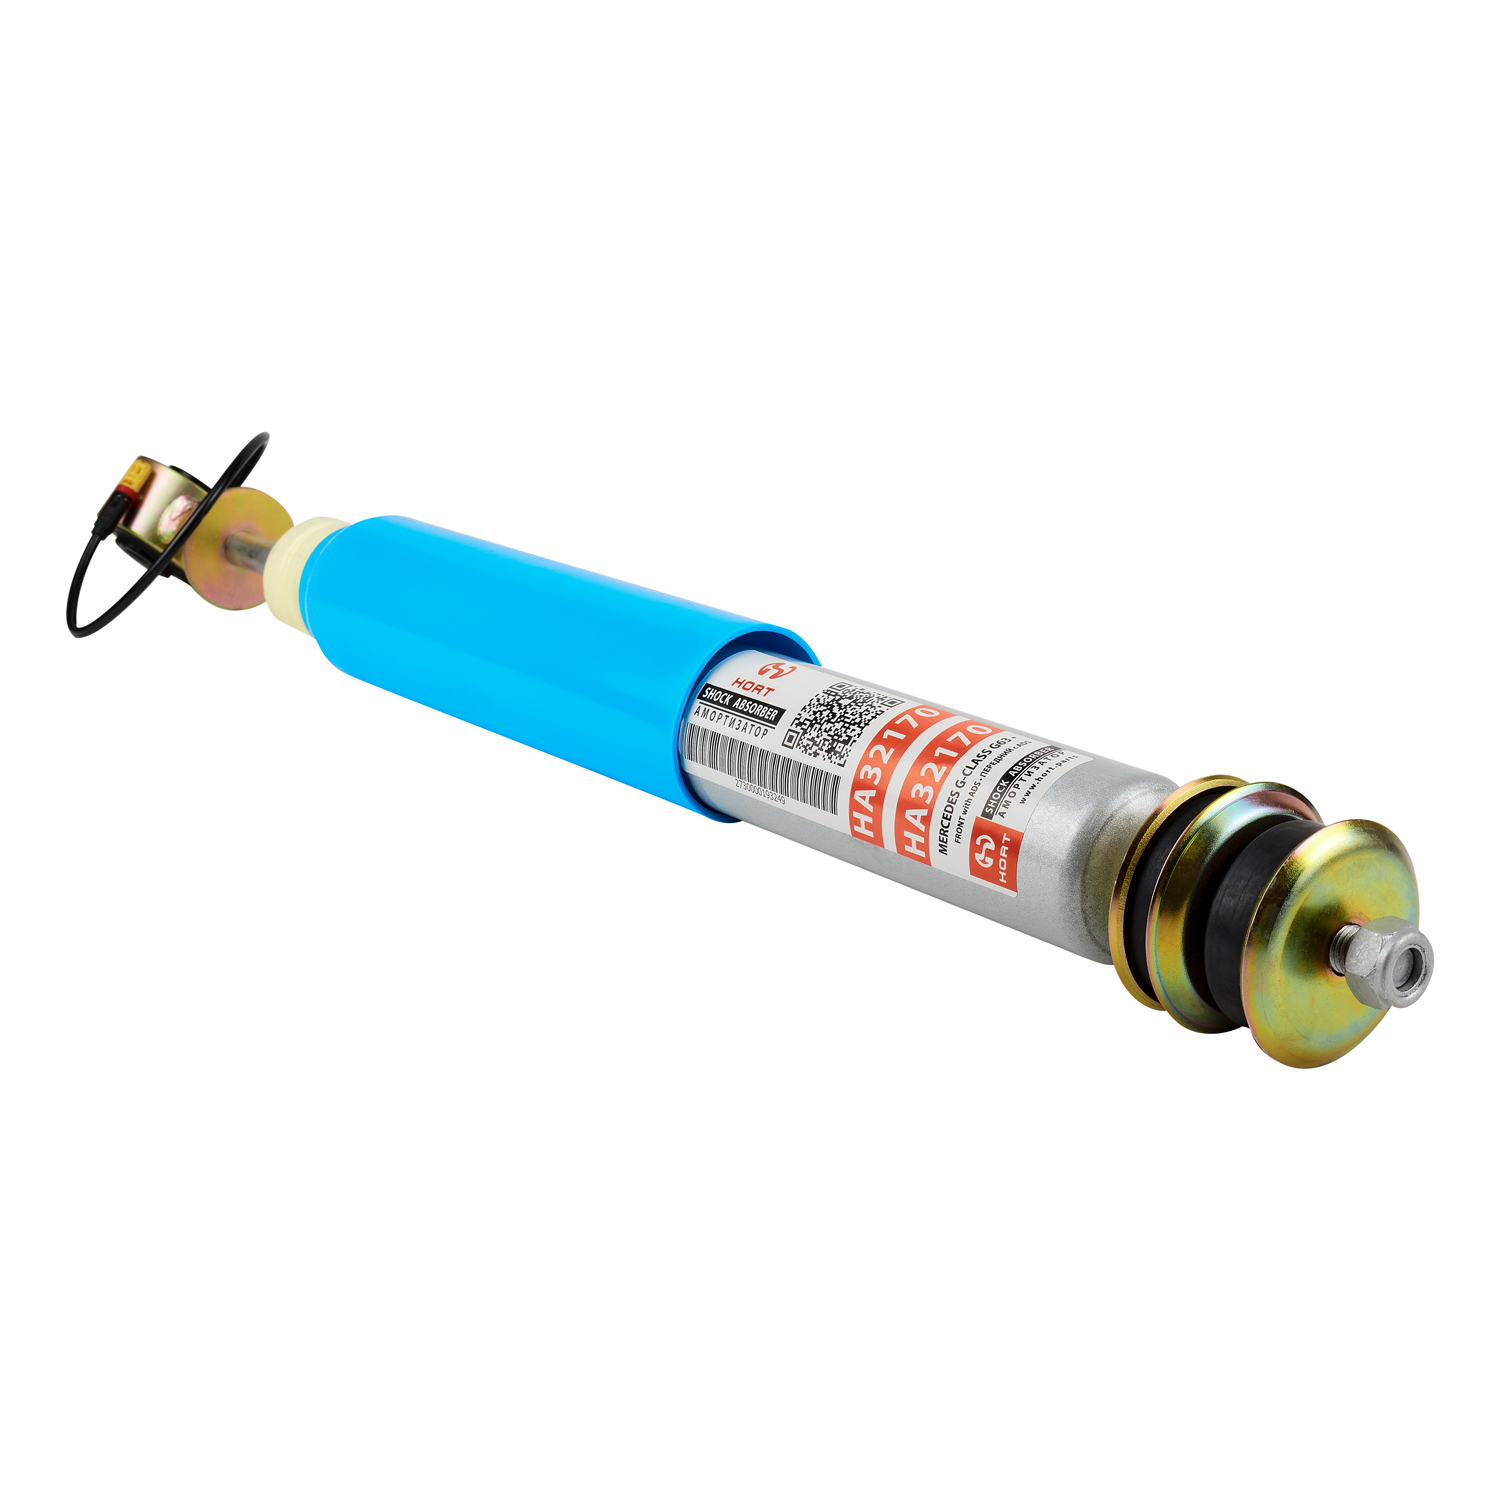 HORT
SHOCK ABSORBER
АМОРТИЗАТОР
2730000193249
HA32170
HA32170
MERCEDES G-CLASS G63 •
FRONT with ADS • ПЕРЕДНИЙ с ADS
HORT
SHOCK ABSORBER
АМОРТИЗАТОР
www.hort.parts